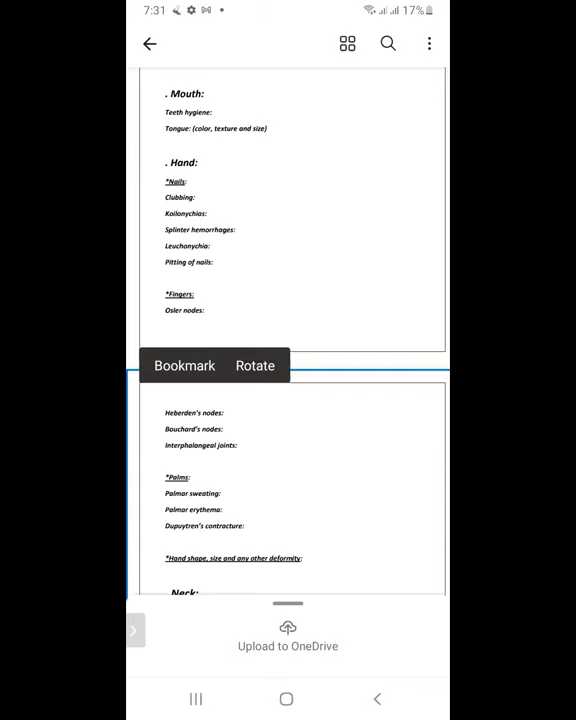 7:31
17%
. Mouth:
Teeth hygiene:
Tongue: (color, texture and size)
. Hand:
*Nails:
Clubbing:
Koilonychias:
Splinter hemorrhages:
Leuchonychia:
Pitting of nails:
*Fingers:
Osler nodes:
Bookmark Rotate
Heberden's nodes:
Bouchard's nodes:
Interphalangeal joints:
*Palms:
Palmar sweating:
Palmar erythema:
Dupuytren's contracture:
*Hand shape, size and any other deformity:
Neck:
Upload to OneDrive